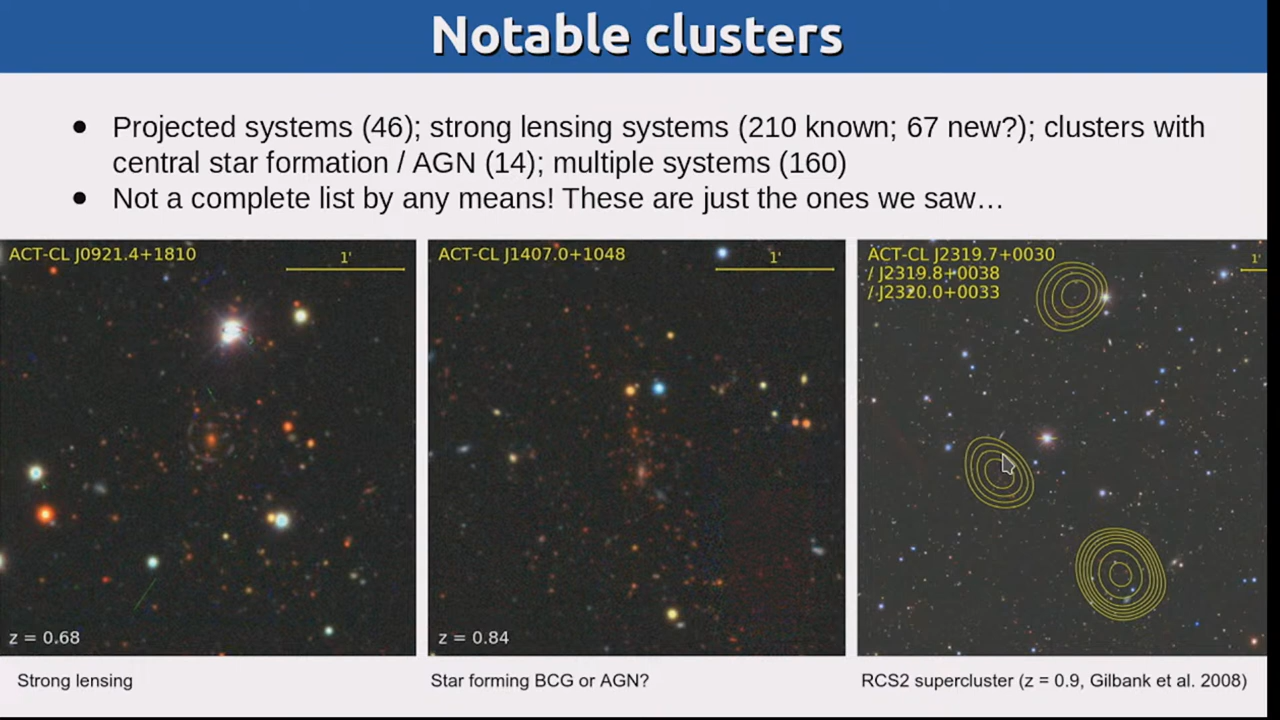 Notable clusters
● Projected systems (46); strong lensing systems (210 known; 67 new?); clusters with
central star formation / AGN (14); multiple systems (160)
● Not a complete list by any means! These are just the ones we saw…
ACT-CL J0921.4+1810
1'
z = 0.68
Strong lensing
ACT-CL J1407.0+1048
1'
z = 0.84
Star forming BCG or AGN?
ACT-CL J2319.7+0030
/ J2319.8+0038
/ J2320.0+0033
1'
RCS2 supercluster (z = 0.9, Gilbank et al. 2008)